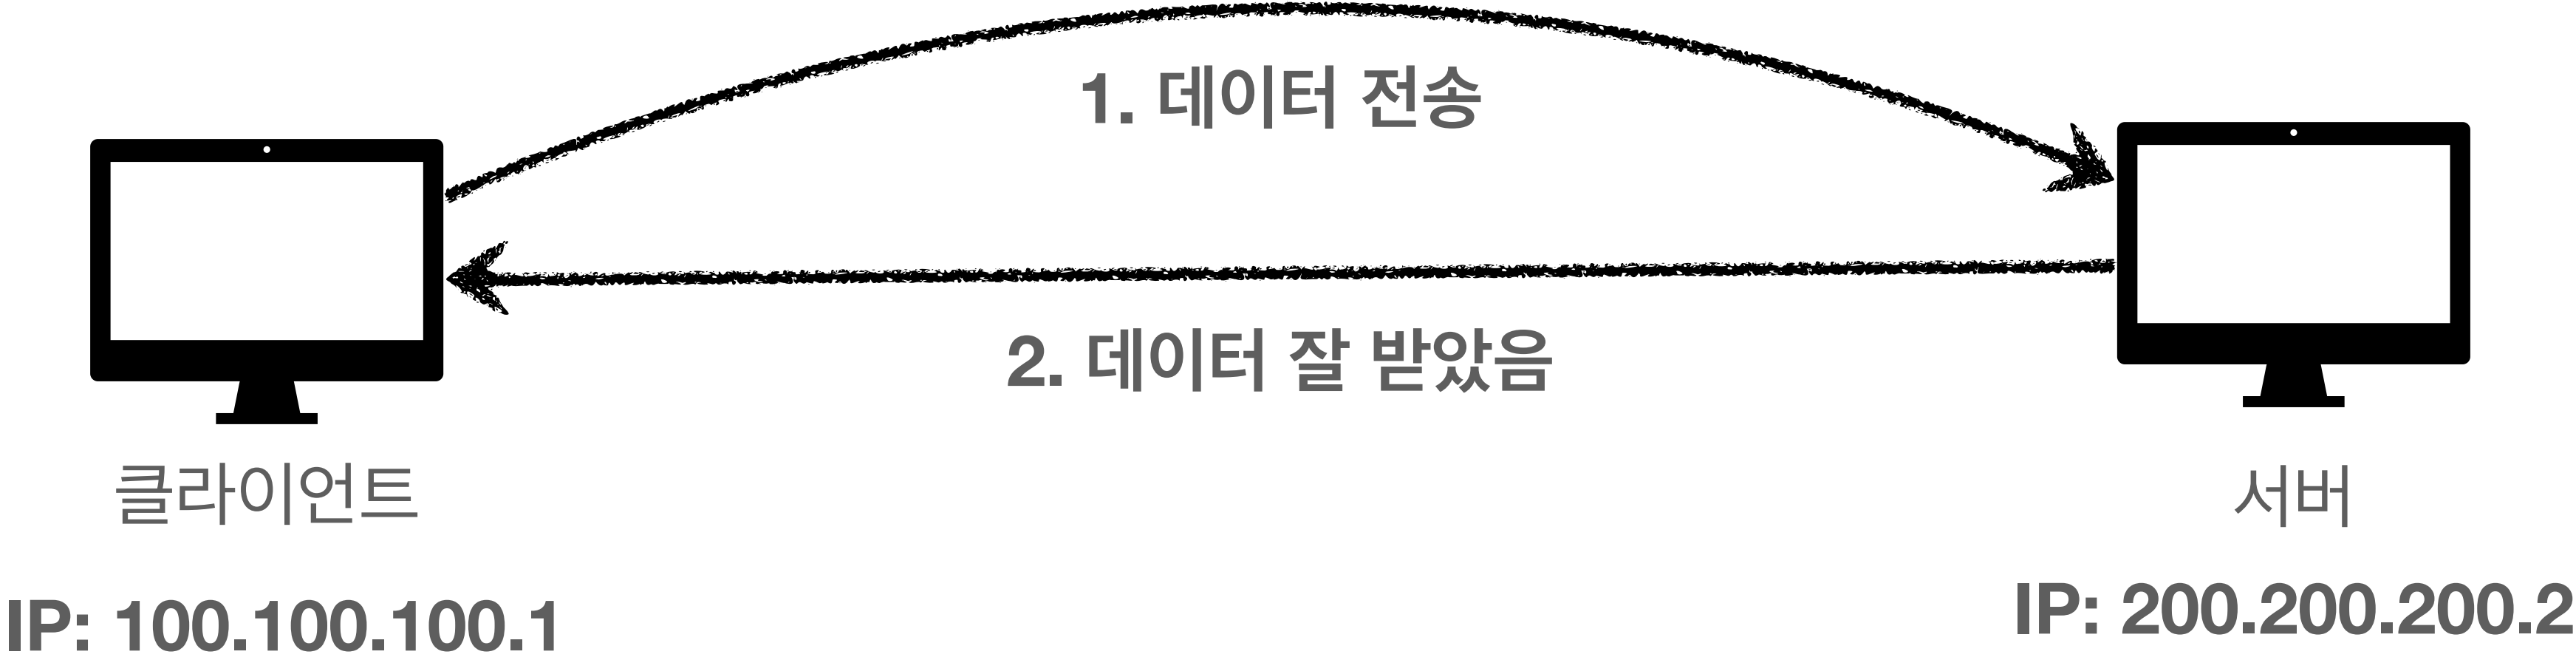 1. 데이터 전송
2. 데이터 잘 받았음
클라이언트
서버
IP: 100.100.100.1
IP: 200.200.200.2